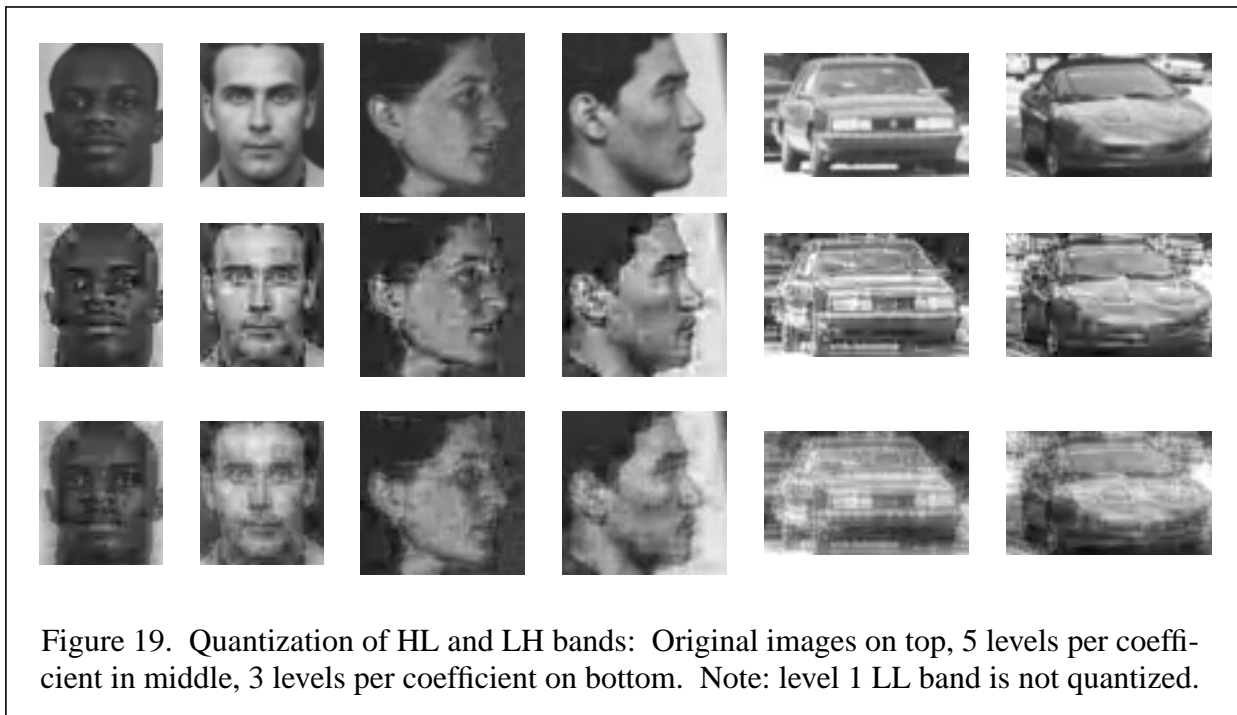 Figure 19.  Quantization of HL and LH bands:  Original images on top, 5 levels per coeffi-
cient in middle, 3 levels per coefficient on bottom.  Note: level 1 LL band is not quantized.